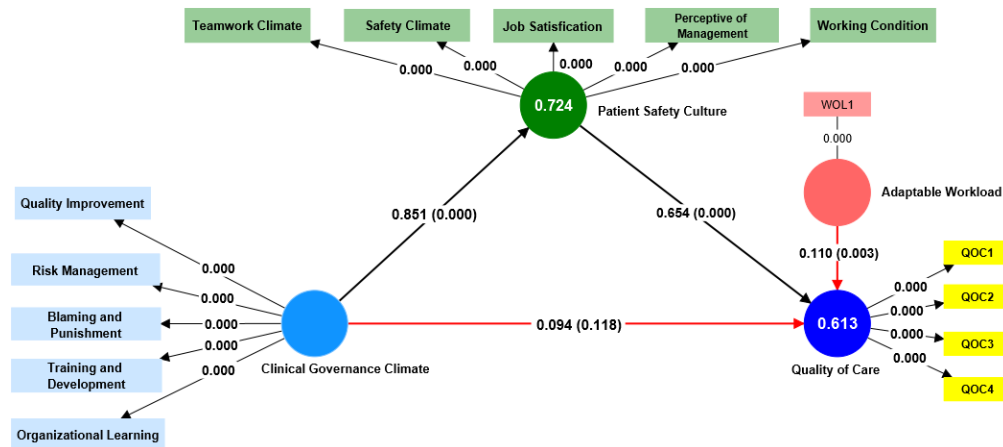 Teamwork Climate
Safety Climate
Job Satisfication
Perceptive of
Management
Working Condition
0.000
0.000
0.000
0.000
0.000
0.724
Patient Safety Culture
WOL1
0.000
Adaptable Workload
Quality Improvement
Risk Management
Blaming and
Punishment
Training and
Development
Organizational Learning
0.000
0.000
0.000
0.000
0.000
Clinical Governance Climate
0.851 (0.000)
0.654 (0.000)
0.110 (0.003)
0.094 (0.118)
0.613
Quality of Care
0.000
0.000
0.000
0.000
QOC1
QOC2
QOC3
QOC4